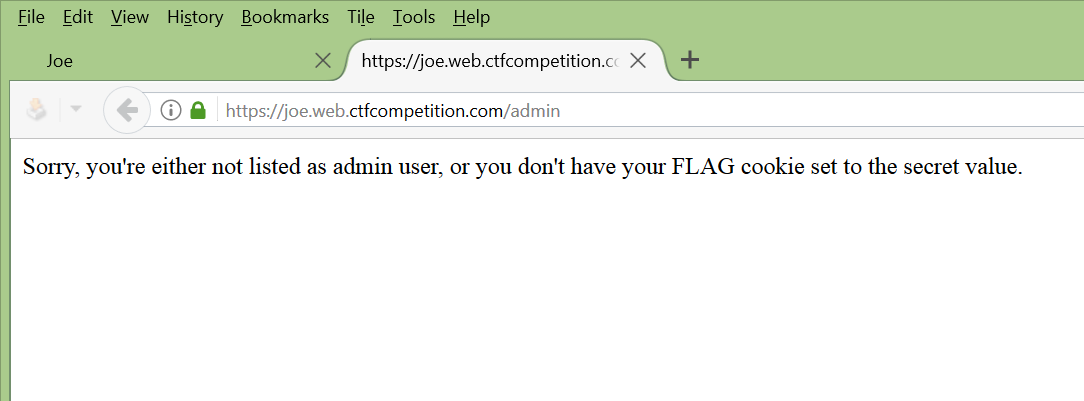 File Edit View History Bookmarks Tile Tools Help
Joe https://joe.web.ctfcompetition.cc
https://joe.web.ctfcompetition.com/admin
Sorry, you're either not listed as admin user, or you don't have your FLAG cookie set to the secret value.